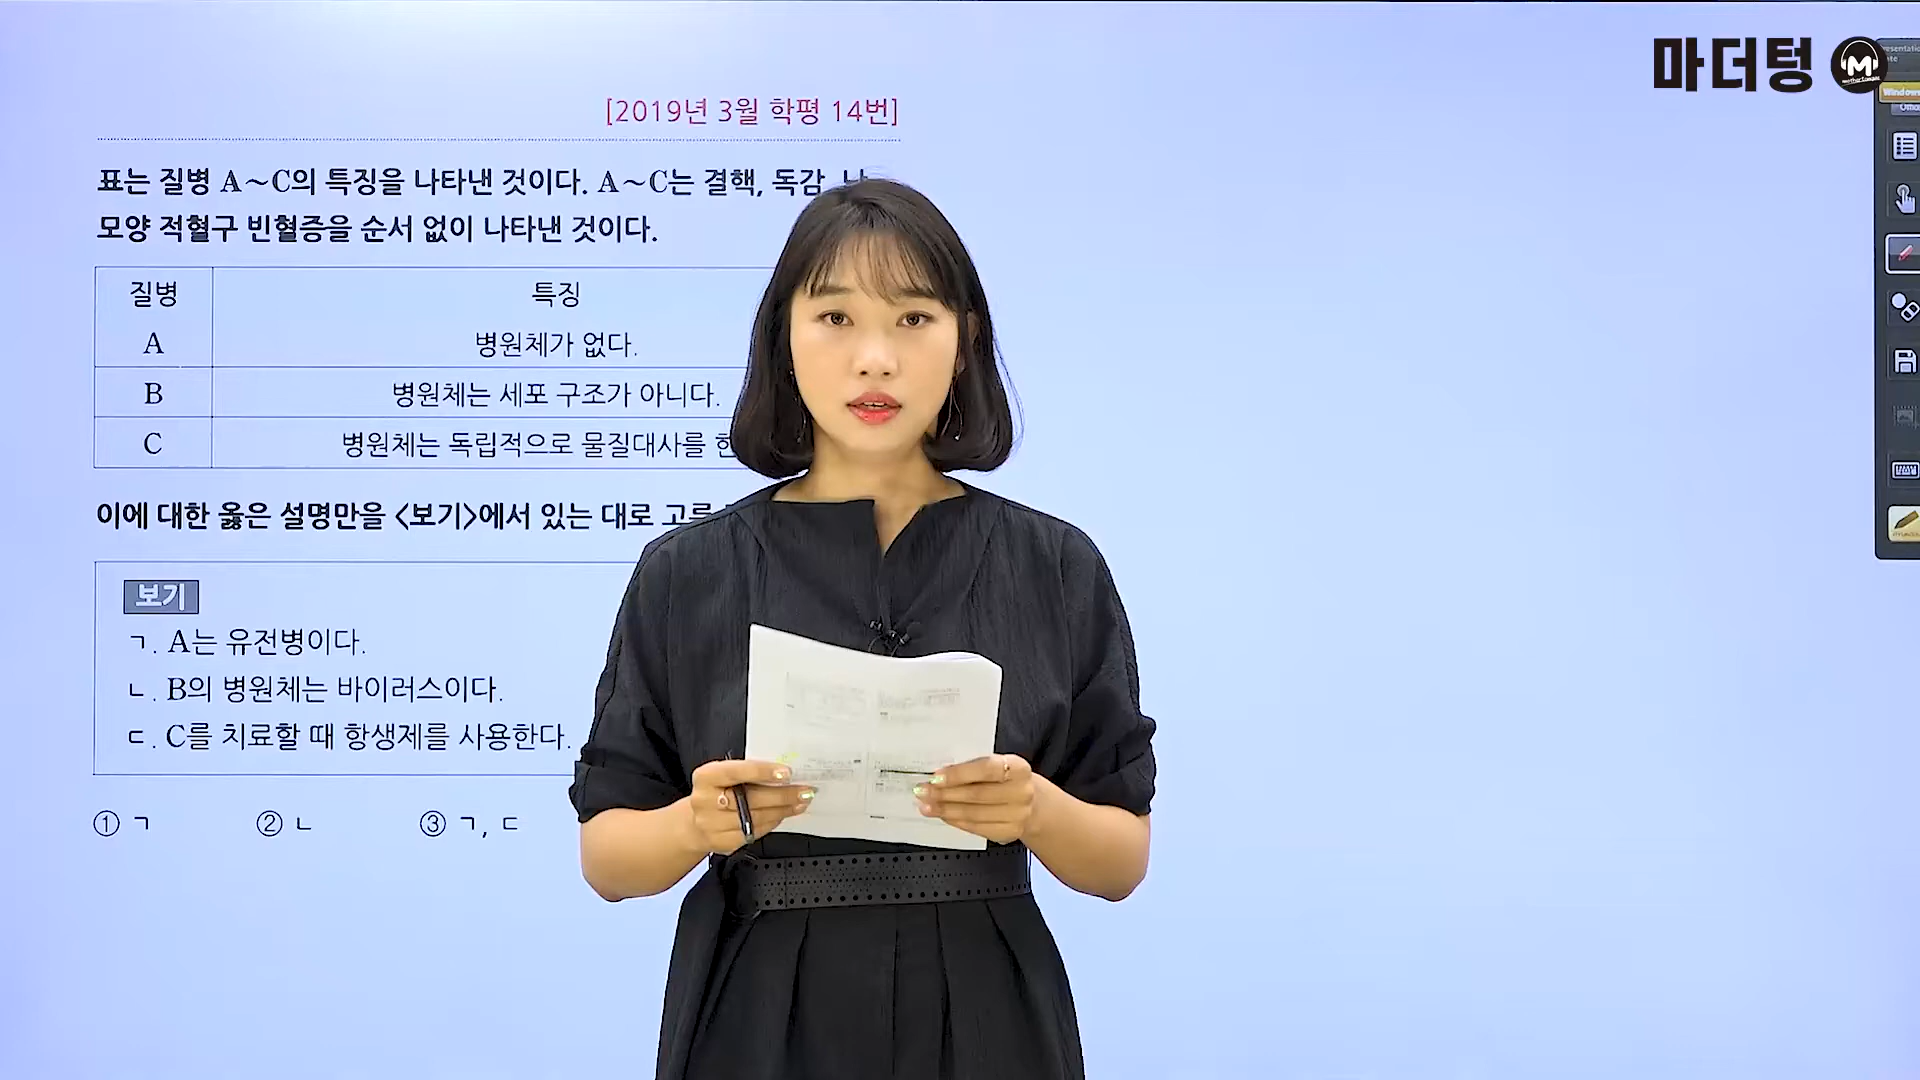 마더텅
[2019년 3월 학평 14번]
표는 질병 A~C의 특징을 나타낸 것이다. A~C는 결핵, 독감,
모양 적혈구 빈혈증을 순서 없이 나타낸 것이다.
질병 특징
A 병원체가 없다.
B 병원체는 세포 구조가 아니다.
C 병원체는 독립적으로 물질대사를
이에 대한 옳은 설명만을 <보기>에서 있는 대로
보기
ㄱ. A는 유전병이다.
ㄴ. B의 병원체는 바이러스이다.
ㄷ. C를 치료할 때 항생제를 사용한다.
① ㄱ ② ㄴ ③ ㄱ, ㄷ